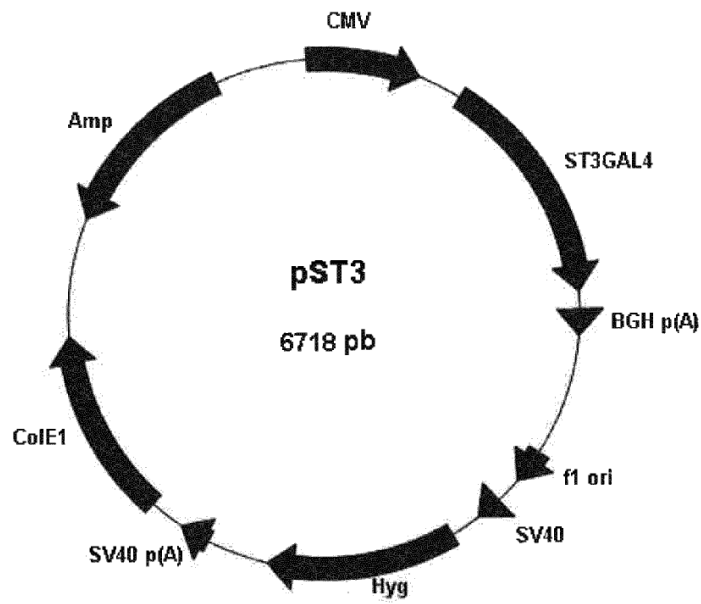 CMV
Amp
ST3GAL4
pST3
6718 pb
BGH p(A)
ColE1
f1 ori
SV40
SV40 p(A)
Hyg